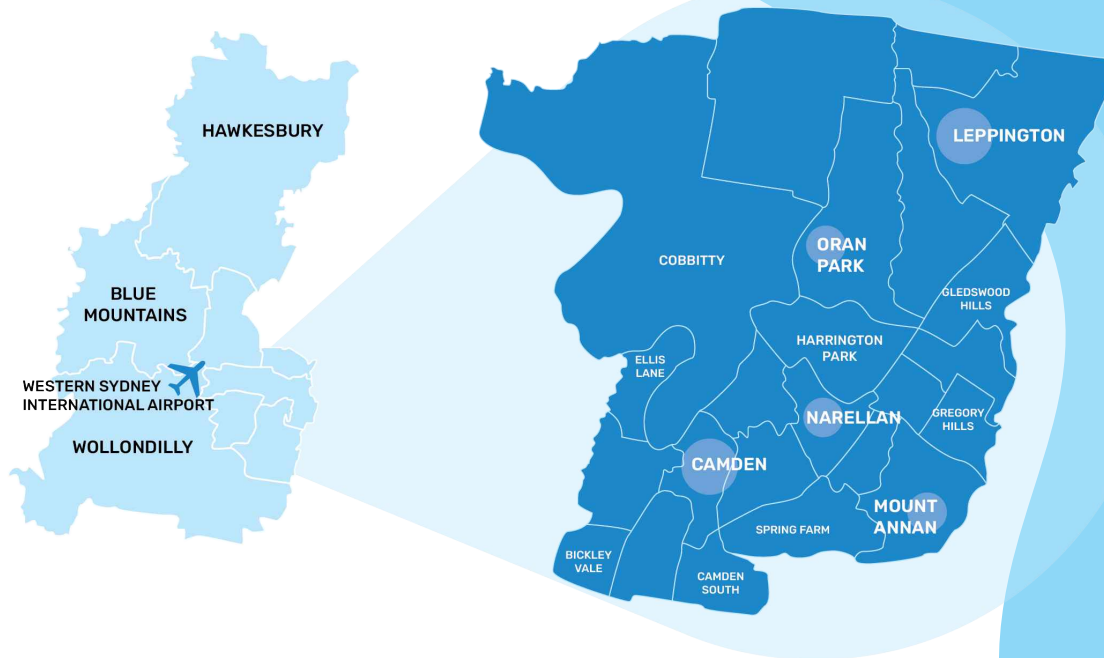 HAWKESBURY
BLUE
MOUNTAINS
WESTERN SYDNEY
INTERNATIONAL AIRPORT
WOLLONDILLY
LEPPINGTON
ORAN
PARK
COBBITTY
GLEDSWOOD
HILLS
HARRINGTON
PARK
ELLIS
LANE
NARELLAN
GREGORY
HILLS
CAMDEN
MOUNT
ANNAN
SPRING FARM
BICKLEY
VALE
CAMDEN
SOUTH